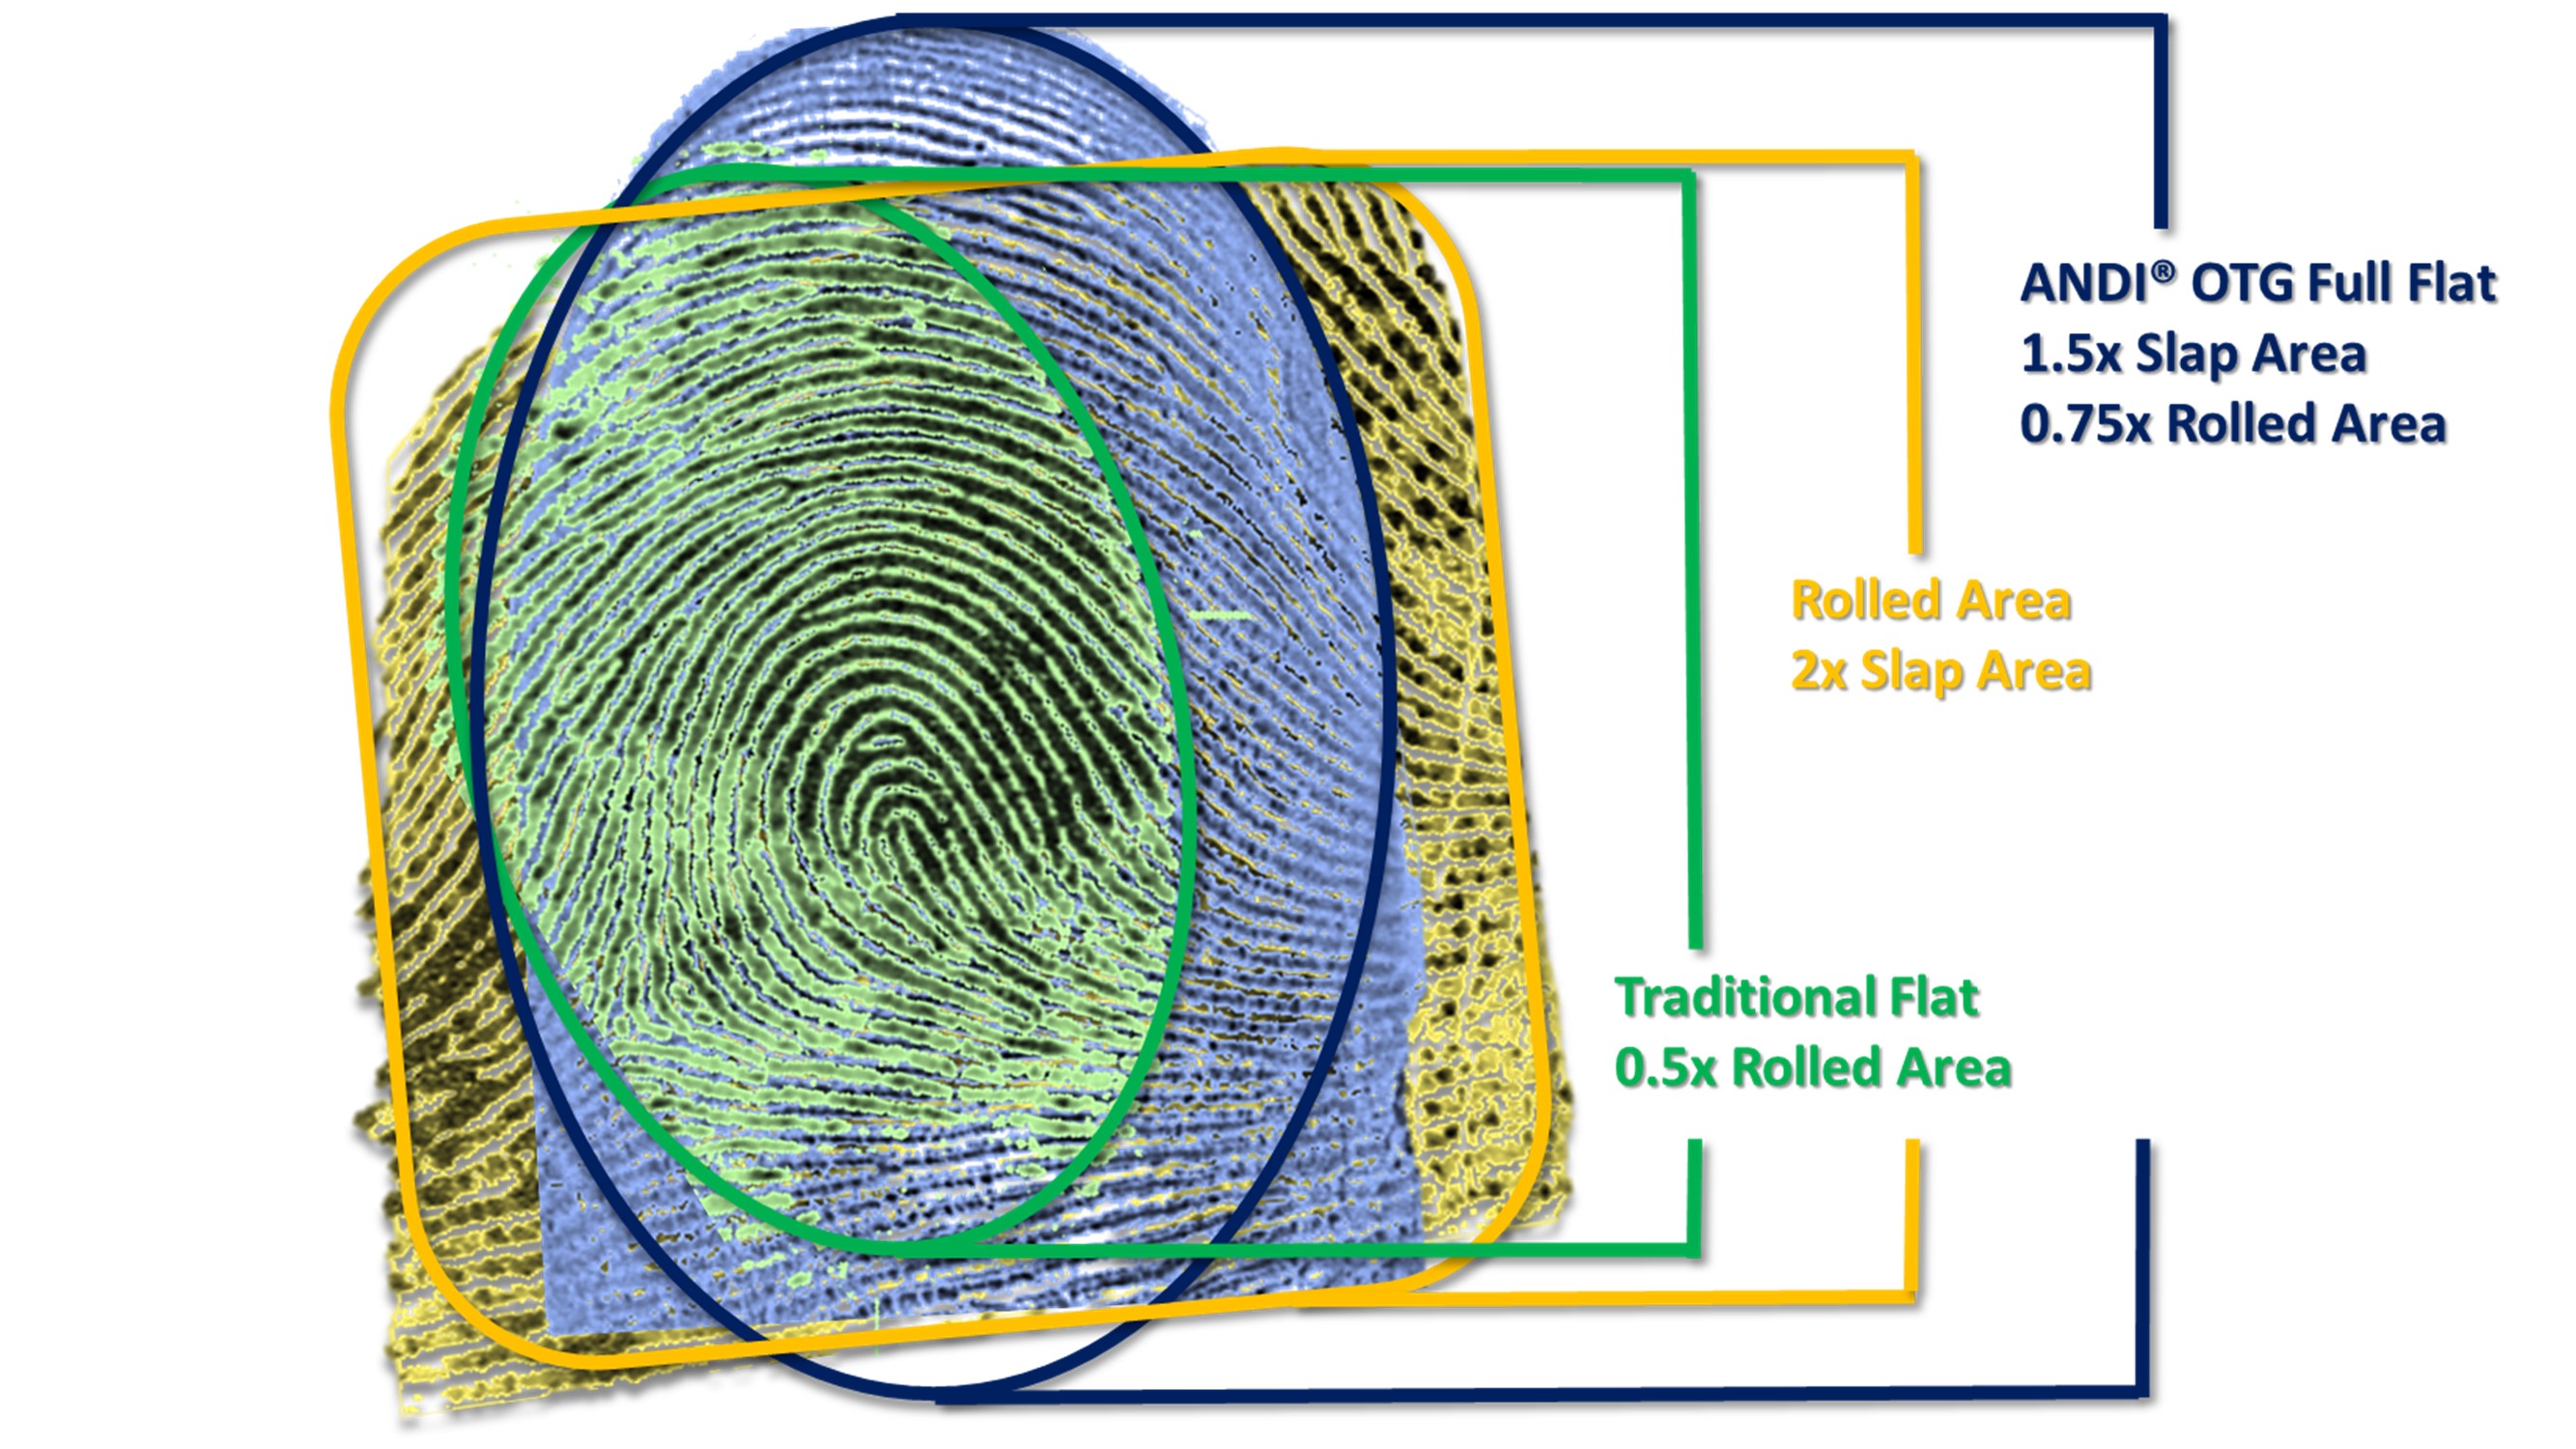 ANDI® OTG Full Flat
1.5x Slap Area
0.75x Rolled Area
Rolled Area
2x Slap Area
Traditional Flat
0.5x Rolled Area